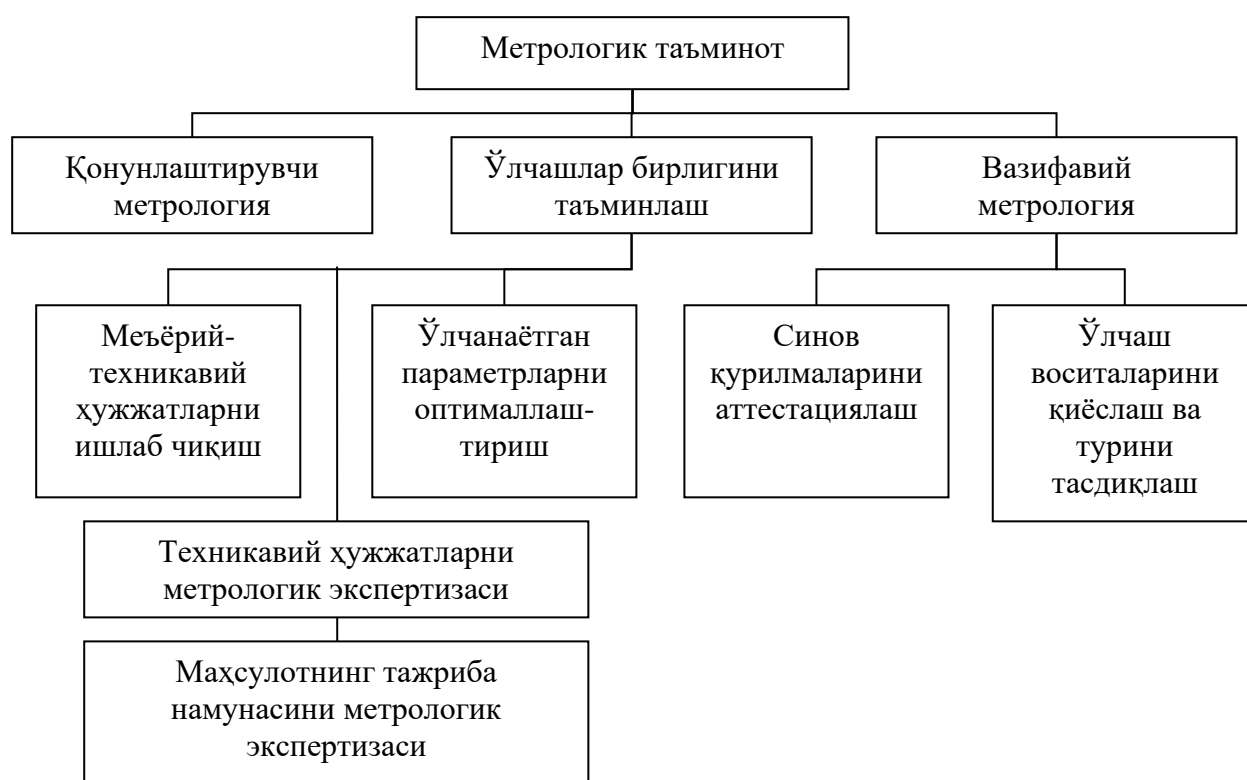 Метрологик таъминот
Қонунлаштирувчи
метрология
Ўлчашлар бирлигини
таъминлаш
Вазифавий
метрология
Меъёрий-
техникавий
ҳужжатларни
ишлаб чиқиш
Ўлчанаётган
параметрларни
оптималлаш-
тириш
Синов
қурилмаларини
аттестациялаш
Ўлчаш
воситаларини
қиёслаш ва
турини
тасдиқлаш
Техникавий ҳужжатларни
метрологик экспертизаси
Маҳсулотнинг тажриба
намунасини метрологик
экспертизаси